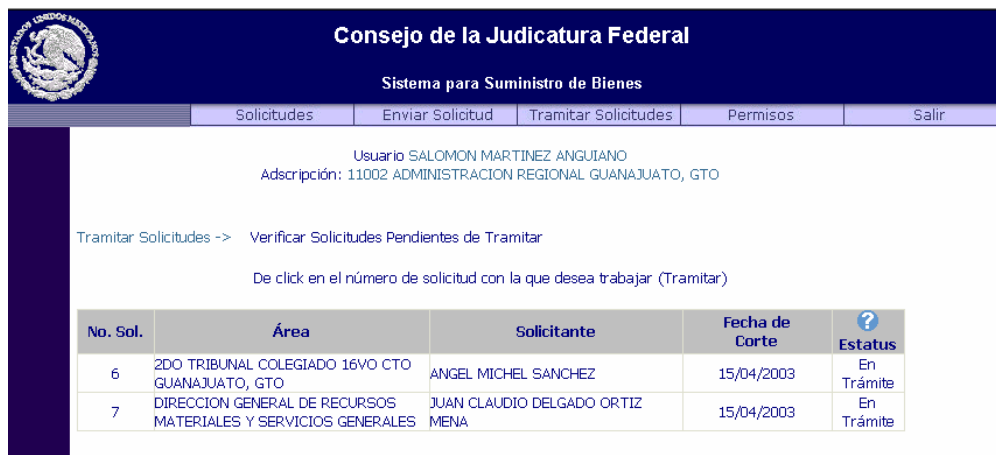 ESTADOS UNIDOS MEXICANOS
Consejo de la Judicatura Federal
Sistema para Suministro de Bienes
Solicitudes Enviar Solicitud Tramitar Solicitudes Permisos Salir
Usuario SALOMON MARTINEZ ANGUIANO
Adscripción: 11002 ADMINISTRACION REGIONAL GUANAJUATO, GTO
Tramitar Solicitudes -> Verificar Solicitudes Pendientes de Tramitar
De click en el número de solicitud con la que desea trabajar (Tramitar)
No. Sol. Área Solicitante Fecha de Corte ? Estatus
6 2DO TRIBUNAL COLEGIADO 16VO CTO GUANAJUATO, GTO ANGEL MICHEL SANCHEZ 15/04/2003 En Trámite
7 DIRECCION GENERAL DE RECURSOS MATERIALES Y SERVICIOS GENERALES JUAN CLAUDIO DELGADO ORTIZ MENA 15/04/2003 En Trámite